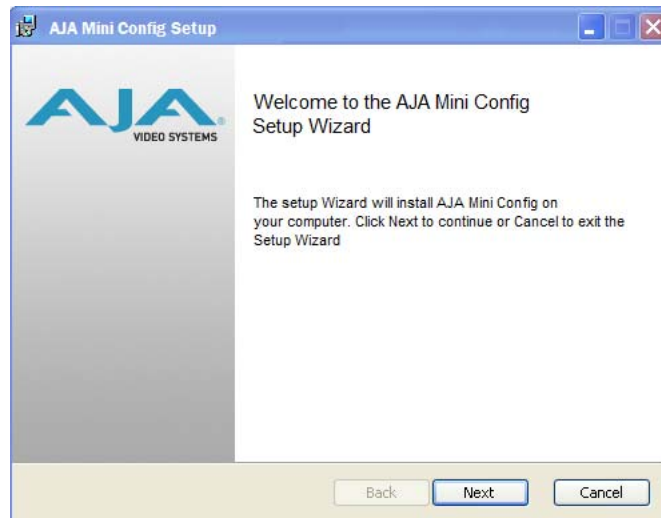 AJA Mini Config Setup
AJA®
VIDEO SYSTEMS
Welcome to the AJA Mini Config
Setup Wizard
The setup Wizard will install AJA Mini Config on
your computer. Click Next to continue or Cancel to exit the
Setup Wizard
Back
Next
Cancel